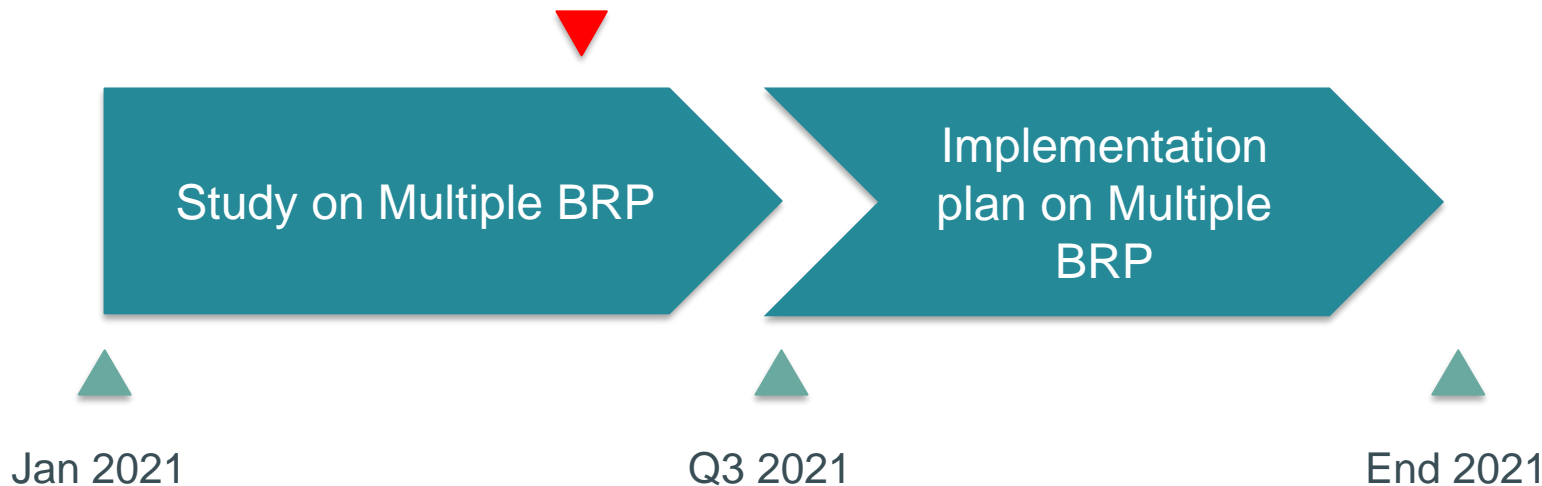 Study on Multiple BRP
Implementation
plan on Multiple
BRP
Jan 2021
Q3 2021
End 2021